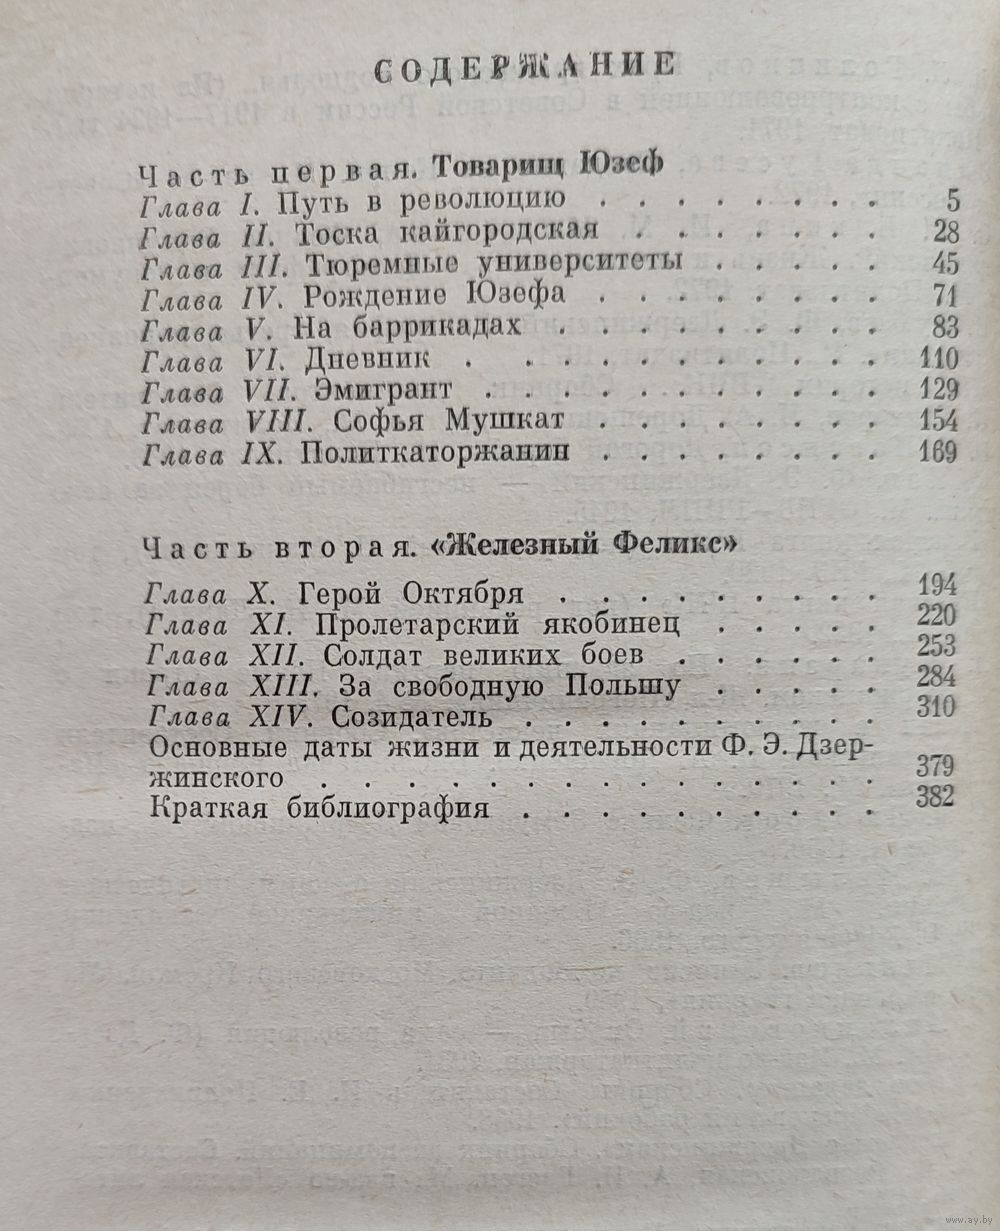 СОДЕРЖАНИЕ
Часть первая. Товарищ Юзеф
Глава I. Путь в революцию . . . . . . . . 5
Глава II. Тоска кайгородская . . . . . . . 28
Глава III. Тюремные университеты . . . . . 45
Глава IV. Рождение Юзефа . . . . . . . . 71
Глава V. На баррикадах . . . . . . . . . 83
Глава VI. Дневник . . . . . . . . . . . 110
Глава VII. Эмигрант . . . . . . . . . . . 129
Глава VIII. Софья Мушкат . . . . . . . . 154
Глава IX. Политкаторжанин . . . . . . . . 169
Часть вторая. «Железный Феликс»
Глава X. Герой Октября . . . . . . . . . 194
Глава XI. Пролетарский якобинец . . . . . 220
Глава XII. Солдат великих боев . . . . . . 253
Глава XIII. За свободную Польшу . . . . . 284
Глава XIV. Созидатель . . . . . . . . . . 310
Основные даты жизни и деятельности Ф. Э. Дзер-
жинского . . . . . . . . . . . . . . . 379
Краткая библиография . . . . . . . . . . 382
www.ay.by